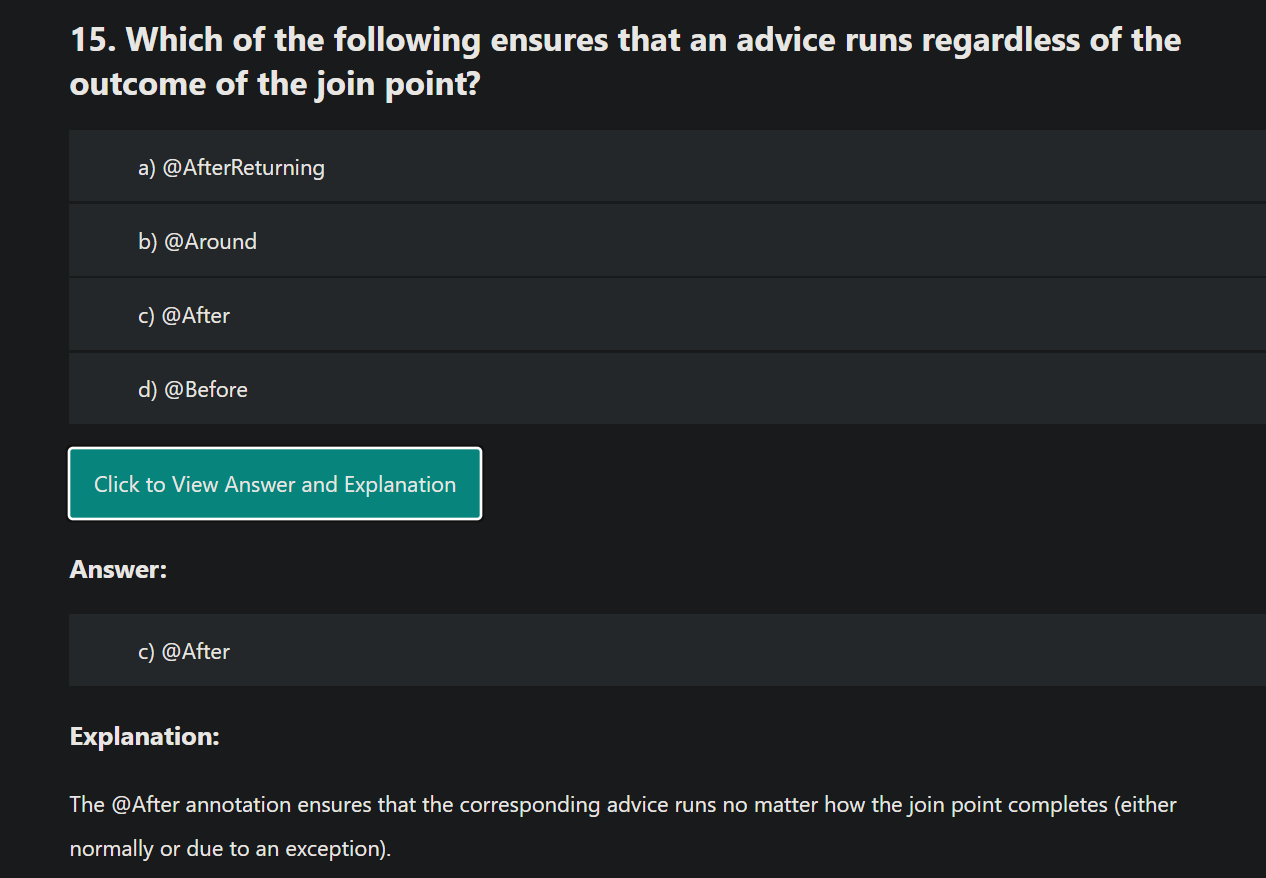 15. Which of the following ensures that an advice runs regardless of the
outcome of the join point?
a) @AfterReturning
b) @Around
c) @After
d) @Before
Click to View Answer and Explanation
Answer:
c) @After
Explanation:
The @After annotation ensures that the corresponding advice runs no matter how the join point completes (either
normally or due to an exception).